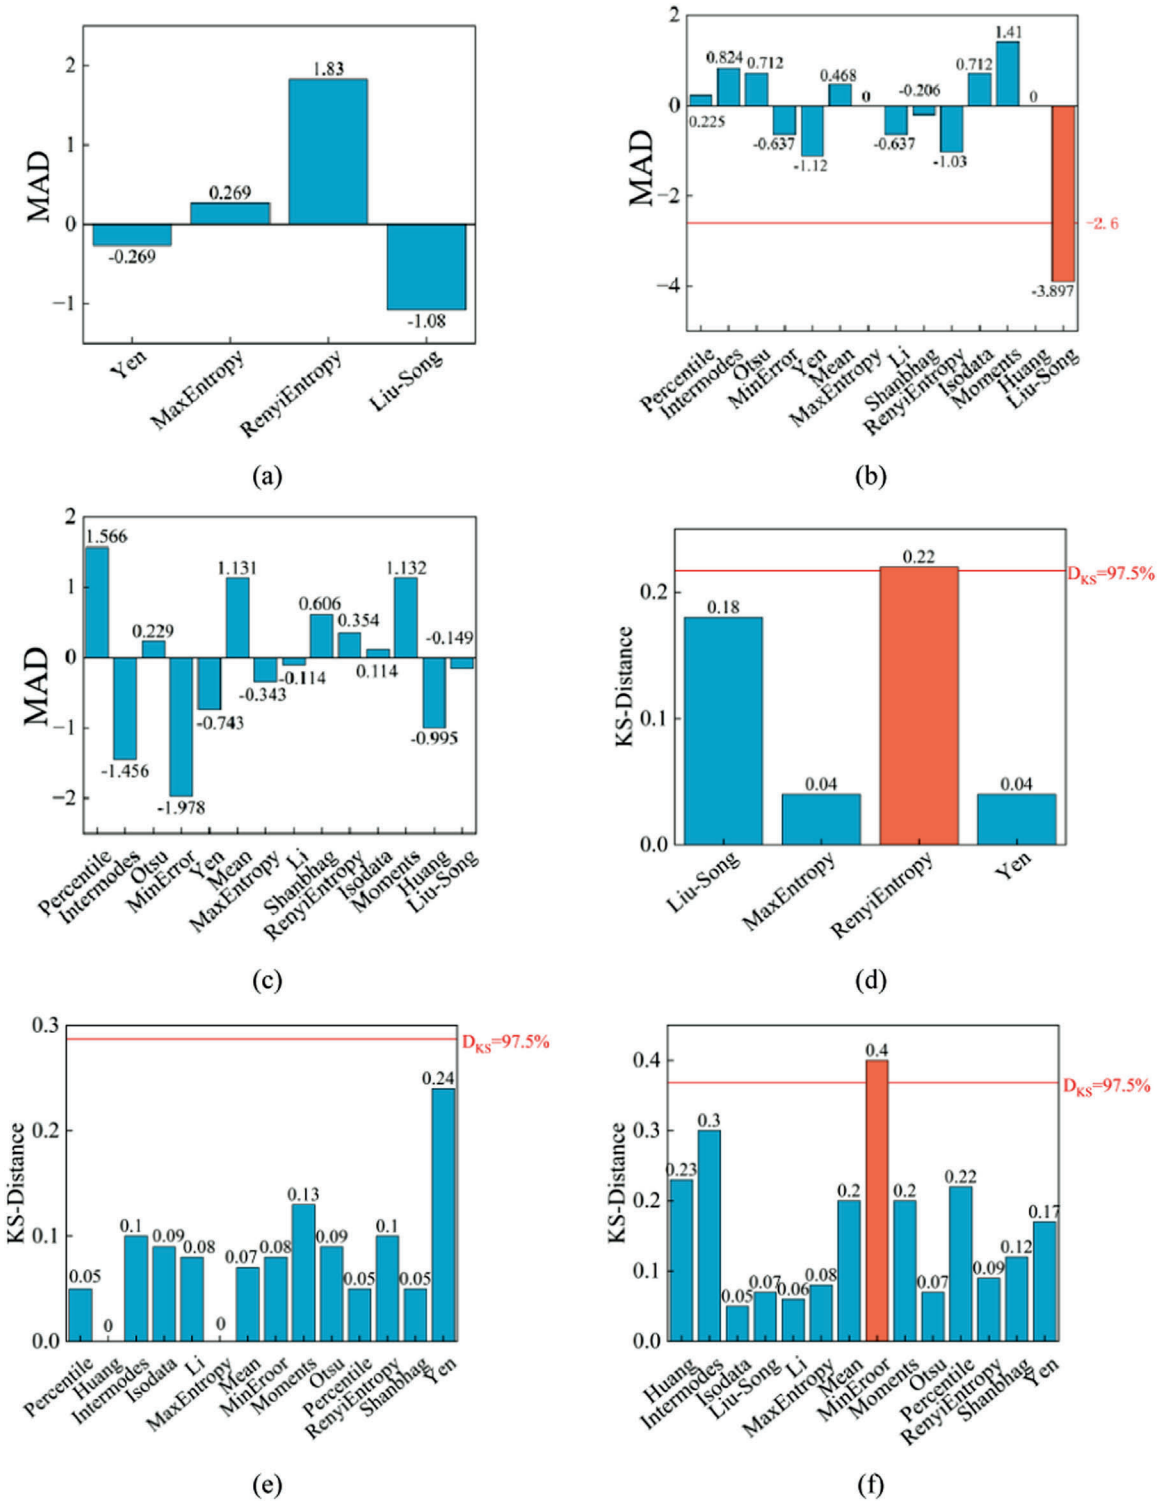 2
1
0
−1
MAD
-0.269
0.269
1.83
-1.08
Yen
MaxEntropy
RenyiEntropy
Liu-Song
(a)
2
0
−2
−4
MAD
0.225
0.824
0.712
-0.637
-1.12
0.468
0
-0.637
-0.206
-1.03
0.712
1.41
0
-3.897
-2.6
Percentile
Intermodes
Otsu
MinError
Yen
Mean
MaxEntropy
Li
Shanbhag
RenyiEntropy
Isodata
Moments
Huang
Liu-Song
(b)
2
1
0
−1
−2
MAD
1.566
-1.456
0.229
-1.978
-0.743
1.131
-0.343
-0.114
0.606
0.354
0.114
1.132
-0.995
-0.149
Percentile
Intermodes
Otsu
MinError
Yen
Mean
MaxEntropy
Li
Shanbhag
RenyiEntropy
Isodata
Moments
Huang
Liu-Song
(c)
0.2
0.1
0.0
KS-Distance
0.18
0.04
0.22
0.04
DKS=97.5%
Liu-Song
MaxEntropy
RenyiEntropy
Yen
(d)
0.3
0.2
0.1
0.0
KS-Distance
0.05
0
0.1
0.09
0.08
0
0.07
0.08
0.13
0.09
0.05
0.1
0.05
0.24
DKS=97.5%
Percentile
Huang
Intermodes
Isodata
Li
MaxEntropy
Mean
MinEroor
Moments
Otsu
Percentile
RenyiEntropy
Shanbhag
Yen
(e)
0.4
0.3
0.2
0.1
0.0
KS-Distance
0.23
0.3
0.05
0.07
0.06
0.08
0.2
0.4
0.2
0.07
0.22
0.09
0.12
0.17
DKS=97.5%
Huang
Intermodes
Isodata
Liu-Song
Li
MaxEntropy
Mean
MinEroor
Moments
Otsu
Percentile
RenyiEntropy
Shanbhag
Yen
(f)